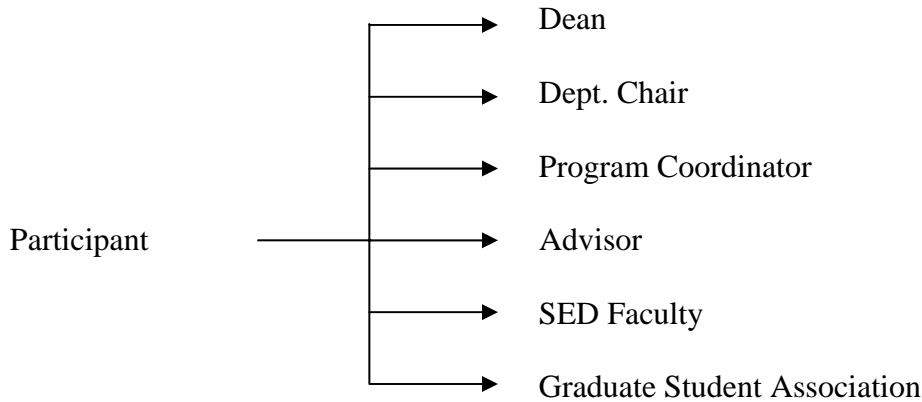 Dean
Dept. Chair
Program Coordinator
Participant
Advisor
SED Faculty
Graduate Student Association